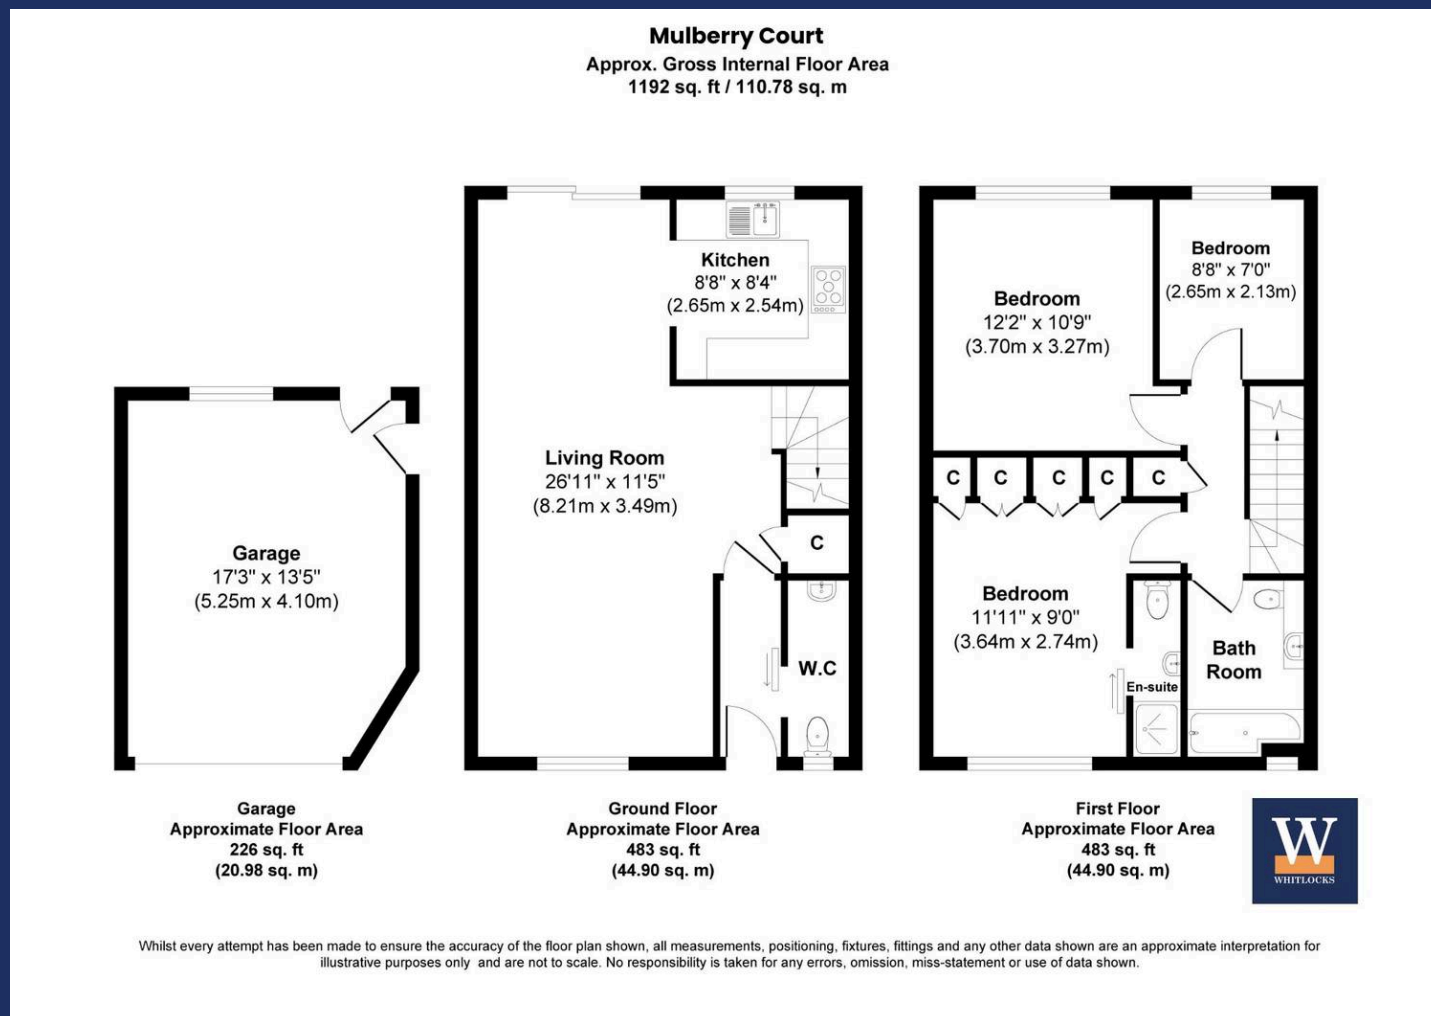 Mulberry Court
Approx. Gross Internal Floor Area
1192 sq. ft / 110.78 sq. m
Kitchen
8'8" x 8'4"
(2.65m x 2.54m)
Bedroom
12'2" x 10'9"
(3.70m x 3.27m)
Bedroom
8'8" x 7'0"
(2.65m x 2.13m)
Living Room
26'11" x 11'5"
(8.21m x 3.49m)
C
C
C
C
C
C
Garage
17'3" x 13'5"
(5.25m x 4.10m)
W.C
Bedroom
11'11" x 9'0"
(3.64m x 2.74m)
En-suite
Bath
Room
Garage
Approximate Floor Area
226 sq. ft
(20.98 sq. m)
Ground Floor
Approximate Floor Area
483 sq. ft
(44.90 sq. m)
First Floor
Approximate Floor Area
483 sq. ft
(44.90 sq. m)
W
WHITLOCKS
Whilst every attempt has been made to ensure the accuracy of the floor plan shown, all measurements, positioning, fixtures, fittings and any other data shown are an approximate interpretation for
illustrative purposes only and are not to scale. No responsibility is taken for any errors, omission, miss-statement or use of data shown.